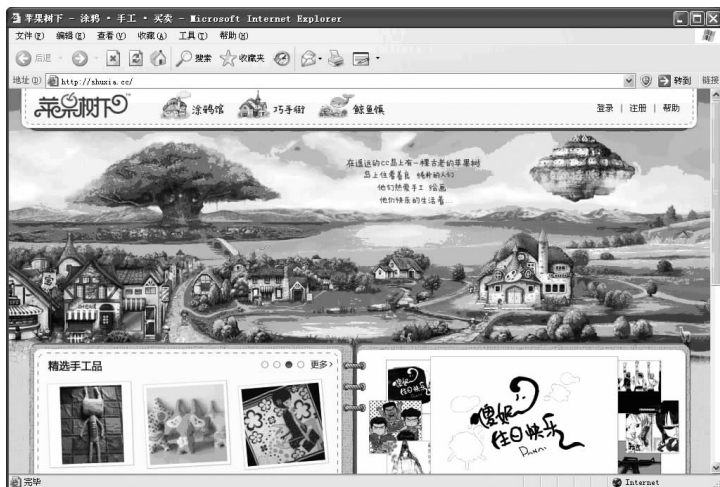 苹果树下 - 涂鸦 · 手工 · 买卖 - Microsoft Internet Explorer
文件(F) 编辑(E) 查看(V) 收藏(A) 工具(T) 帮助(H)
后退 搜索 收藏夹
地址(D) http://shuxia.cc/ 转到 链接
苹果树下 涂鸦馆 巧手街 鲸鱼镇 登录 | 注册 | 帮助
在遥远的CC岛上有一棵古老的苹果树
岛上住着善良 纯朴的人们
他们热爱手工 绘画
他们快乐的生活着...
精选手工品 更多>
完毕 Internet